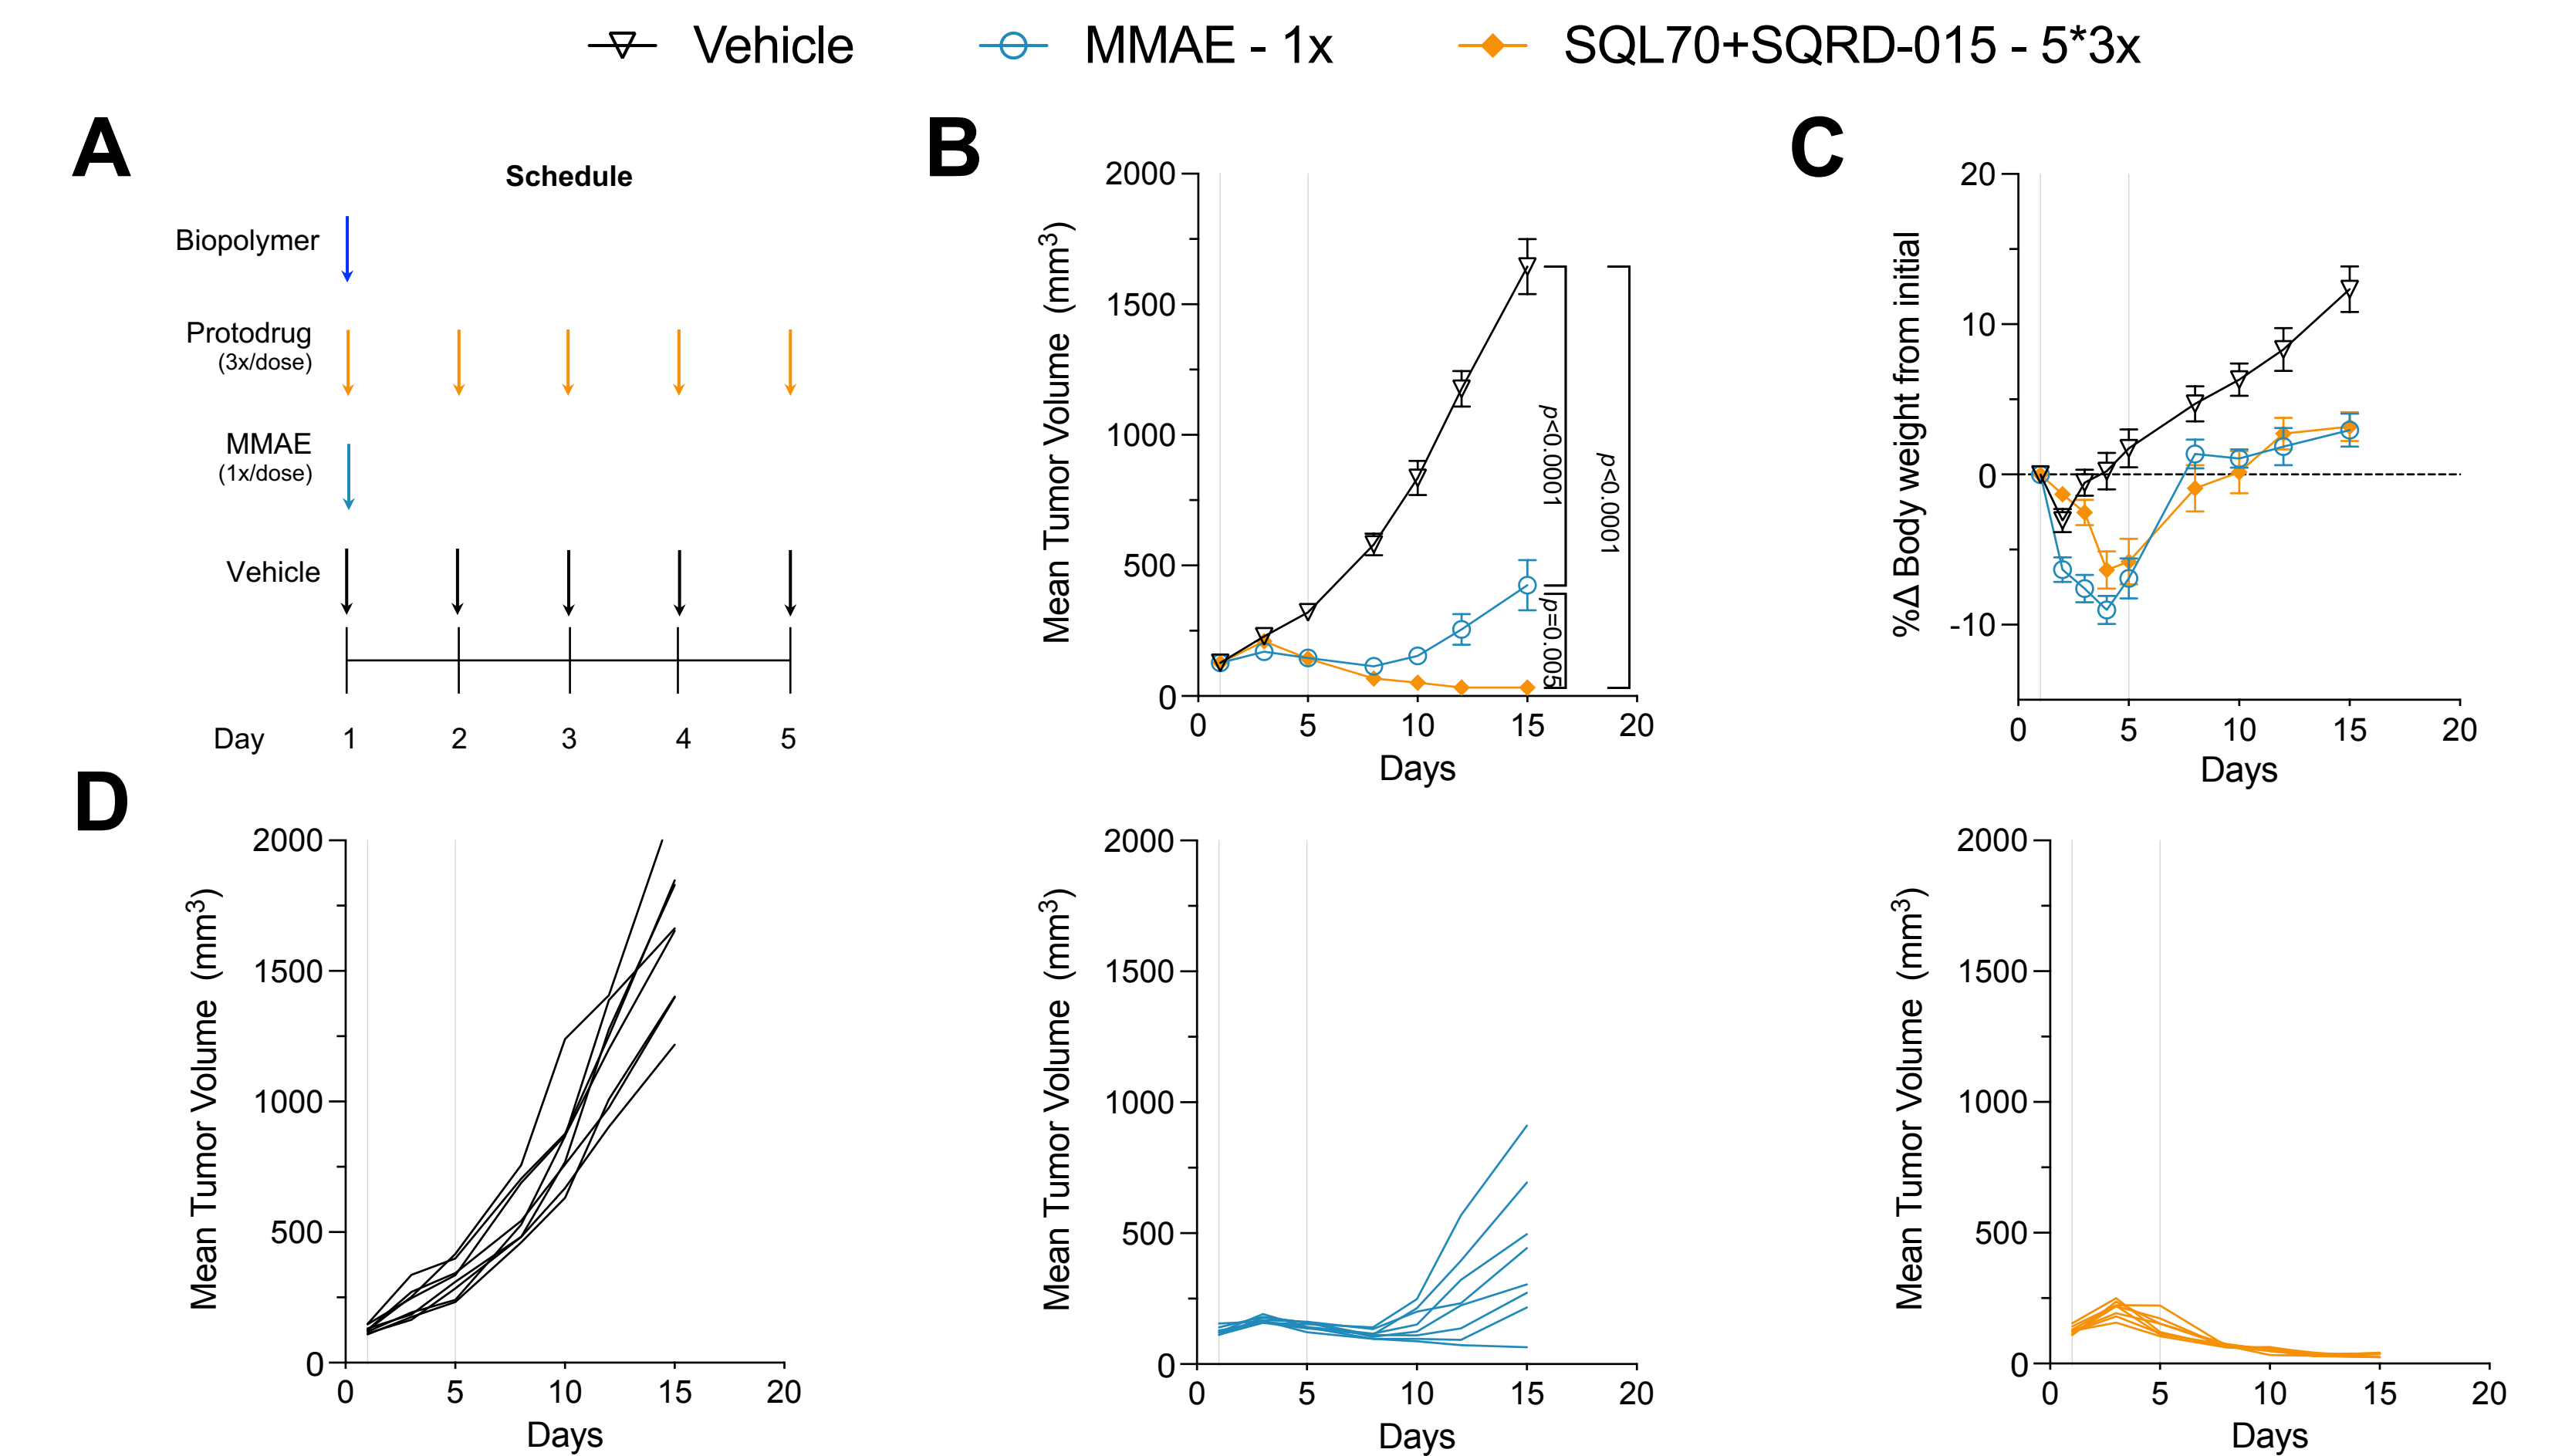 Vehicle MMAE - 1x SQL70+SQRD-015 - 5*3x
A
Schedule
Biopolymer
Protodrug
(3x/dose)
MMAE
(1x/dose)
Vehicle
Day 1 2 3 4 5
B
Mean Tumor Volume (mm³)
2000
1500
1000
500
0
0 5 10 15 20
Days
p<0.0001
p=0.005
p<0.0001
C
%Δ Body weight from initial
20
10
0
-10
0 5 10 15 20
Days
D
Mean Tumor Volume (mm³)
2000
1500
1000
500
0
0 5 10 15 20
Days
Mean Tumor Volume (mm³)
2000
1500
1000
500
0
0 5 10 15 20
Days
Mean Tumor Volume (mm³)
2000
1500
1000
500
0
0 5 10 15 20
Days